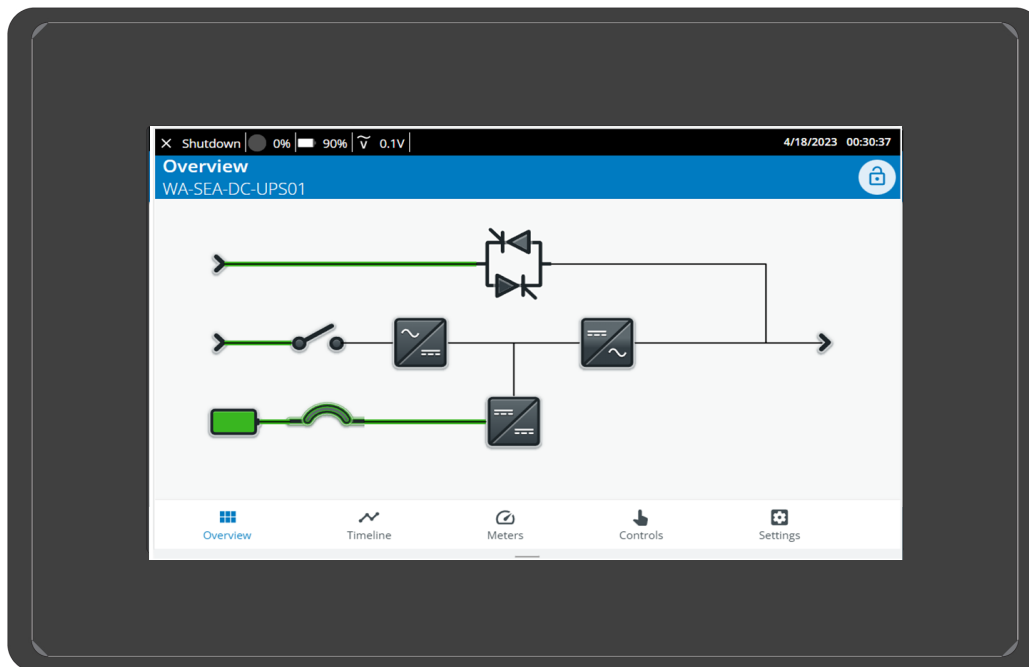 × Shutdown 0% 90% V 0.1V 4/18/2023 00:30:37
Overview
WA-SEA-DC-UPS01
Overview Timeline Meters Controls Settings